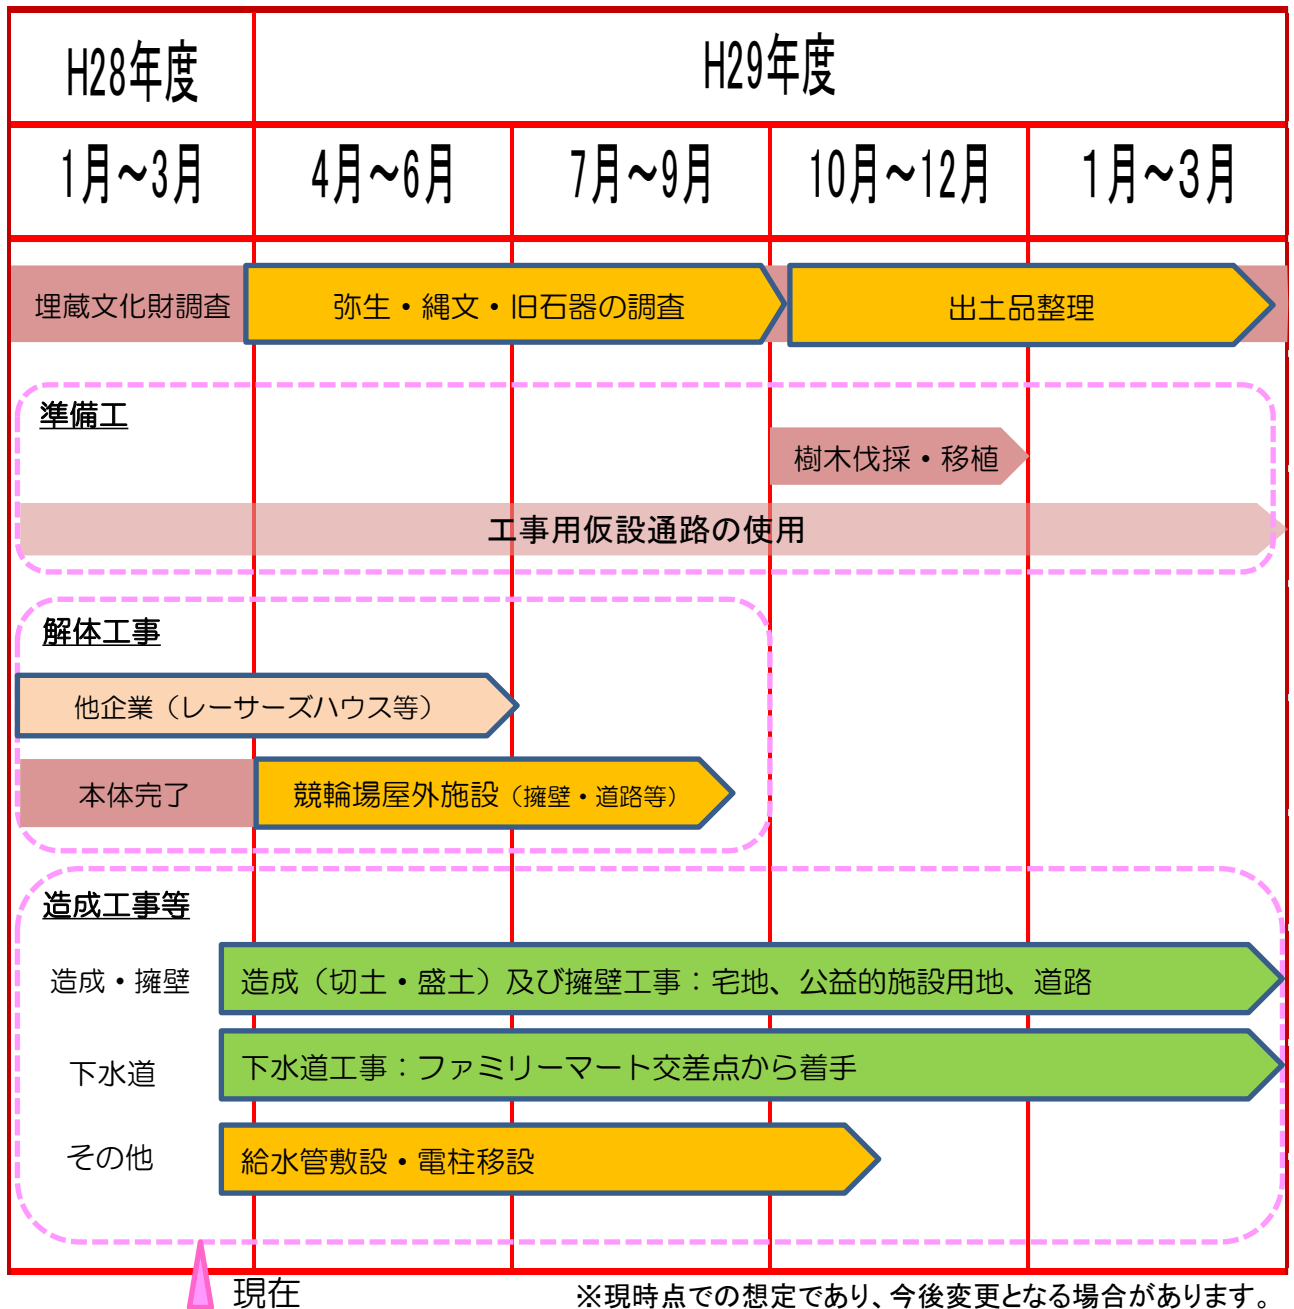 H28年度
H29年度
1月～3月
4月～6月
7月～9月
10月～12月
1月～3月
埋蔵文化財調査
弥生・縄文・旧石器の調査
出土品整理
準備工
樹木伐採・移植
工事用仮設通路の使用
解体工事
他企業（レーサーズハウス等）
本体完了
競輪場屋外施設（擁壁・道路等）
造成工事等
造成・擁壁
造成（切土・盛土）及び擁壁工事：宅地、公益的施設用地、道路
下水道
下水道工事：ファミリーマート交差点から着手
その他
給水管敷設・電柱移設
現在
※現時点での想定であり、今後変更となる場合があります。